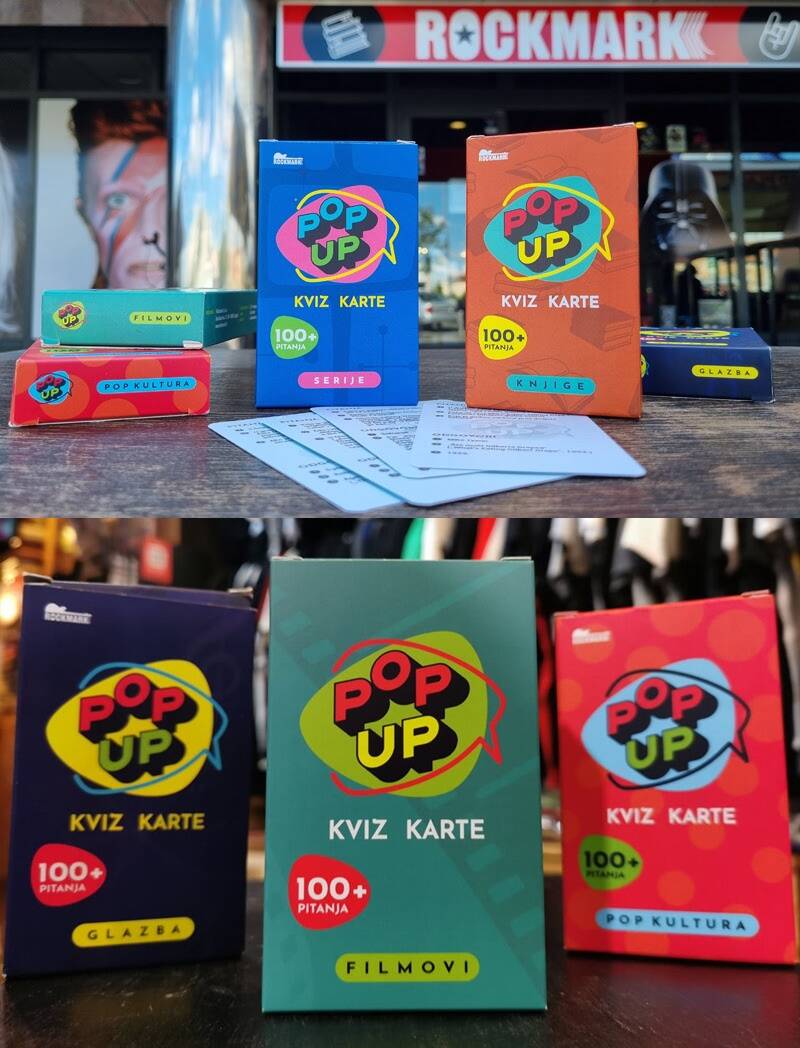 ROCKMARK
ROCKMARK
POP
UP
KVIZ KARTE
100+
PITANJA
SERIJE
ROCKMARK
POP
UP
KVIZ KARTE
100+
PITANJA
KNJIGE
POP
UP
FILMOVI
POP
UP
POP KULTURA
GLAZBA
ROCKMARK
POP
UP
KVIZ KARTE
100+
PITANJA
GLAZBA
POP
UP
KVIZ KARTE
100+
PITANJA
FILMOVI
ROCKMARK
POP
UP
KVIZ KARTE
100+
PITANJA
POP KULTURA